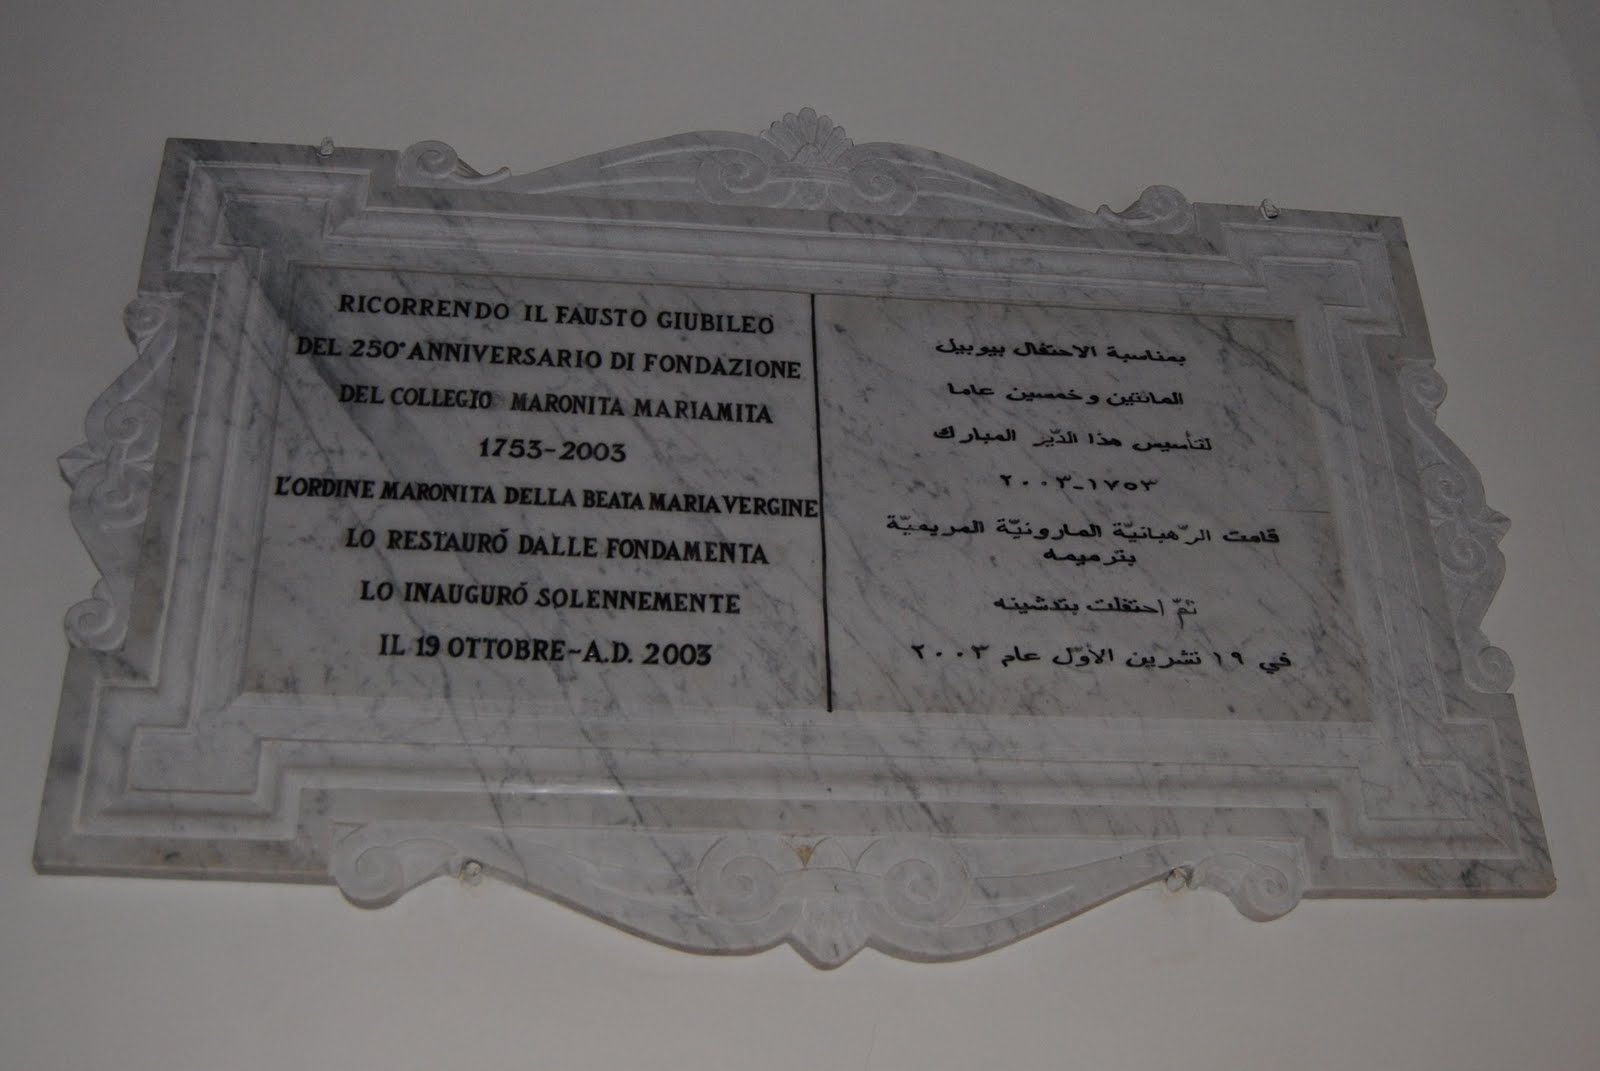 RICORRENDO IL FAUSTO GIUBILEO
DEL 250° ANNIVERSARIO DI FONDAZIONE
DEL COLLEGIO MARONITA MARIAMITA
1753-2003
L'ORDINE MARONITA DELLA BEATA MARIA VERGINE
LO RESTAURÓ DALLE FONDAMENTA
LO INAUGURÓ SOLENNEMENTE
IL 19 OTTOBRE-A.D. 2003
بمناسبة الاحتفال بيوبيل
المائتين وخمسين عاما
لتأسيس هذا الدّير المبارك
١٧٥٣-٢٠٠٣
قامت الرّهبانيّة المارونيّة المريميّة
بترميمه
ثمّ إحتفلت بتدشينه
في ١٩ تشرين الأوّل عام ٢٠٠٣